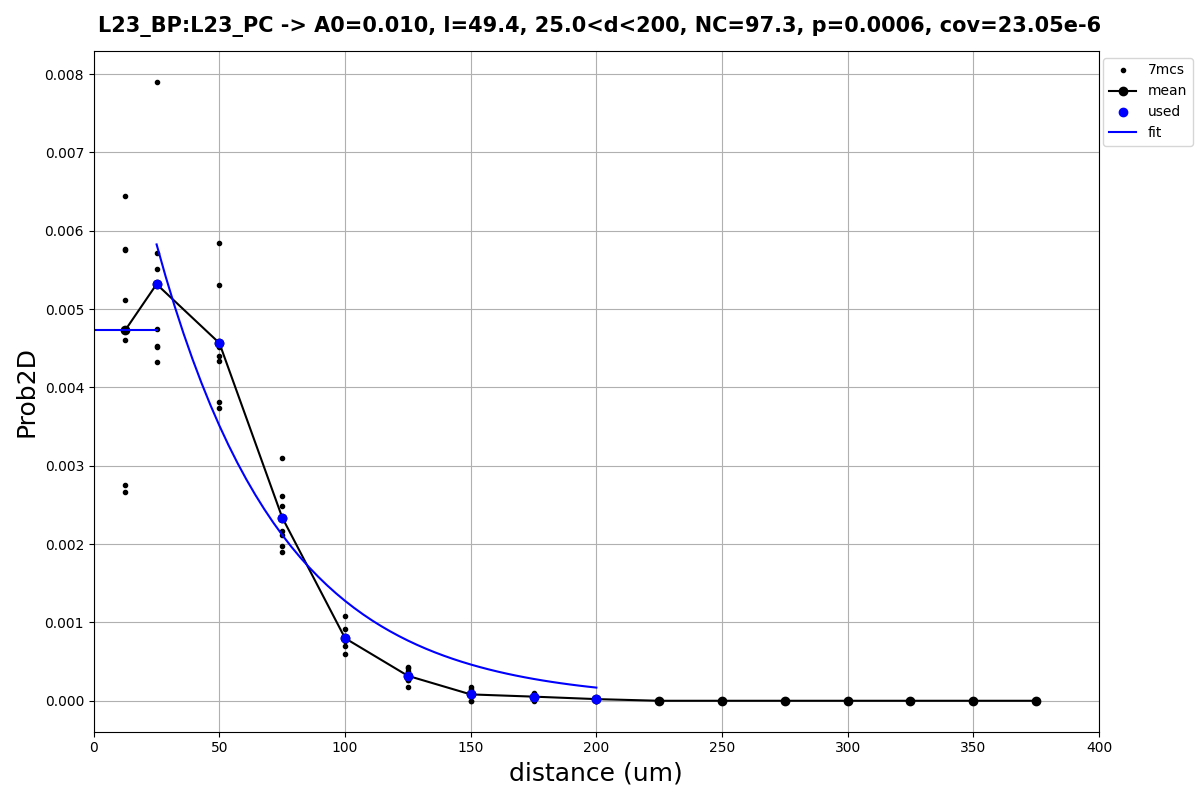 L23_BP:L23_PC -> A0=0.010, l=49.4, 25.0<d<200, NC=97.3, p=0.0006, cov=23.05e-6
7mcs
mean
used
fit
0.008
0.007
0.006
0.005
0.004
0.003
0.002
0.001
0.000
Prob2D
0 50 100 150 200 250 300 350 400
distance (um)